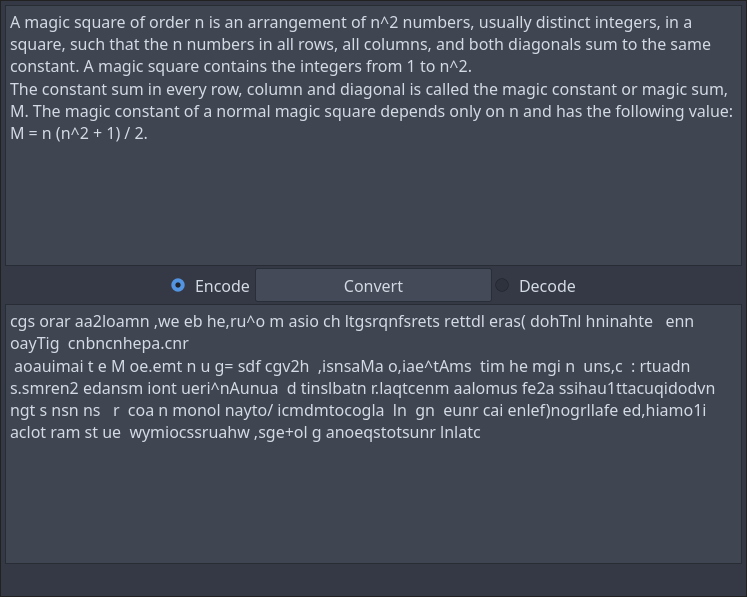 A magic square of order n is an arrangement of n^2 numbers, usually distinct integers, in a
square, such that the n numbers in all rows, all columns, and both diagonals sum to the same
constant. A magic square contains the integers from 1 to n^2.
The constant sum in every row, column and diagonal is called the magic constant or magic sum,
M. The magic constant of a normal magic square depends only on n and has the following value:
M = n (n^2 + 1) / 2.
Encode Convert Decode
cgs orar aa2loamn ,we eb he,ru^o m asio ch ltgsrqnfsrets rettdl eras( dohTnl hninahte   enn
oayTig  cnbncnhepa.cnr
 aoauimai t e M oe.emt n u g= sdf cgv2h  ,isnsaMa o,iae^tAms  tim he mgi n  uns,c  : rtuadn
s.smren2 edansm iont ueri^nAunua  d tinslbatn r.laqtcenm aalomus fe2a ssihau1ttacuqidodvn
ngt s nsn ns   r  coa n monol nayto/ icmdmtocogla  ln  gn  eunr cai enlef)nogrllafe ed,hiamo1i
aclot ram st ue  wymiocssruahw ,sge+ol g anoeqstotsunr lnlatc